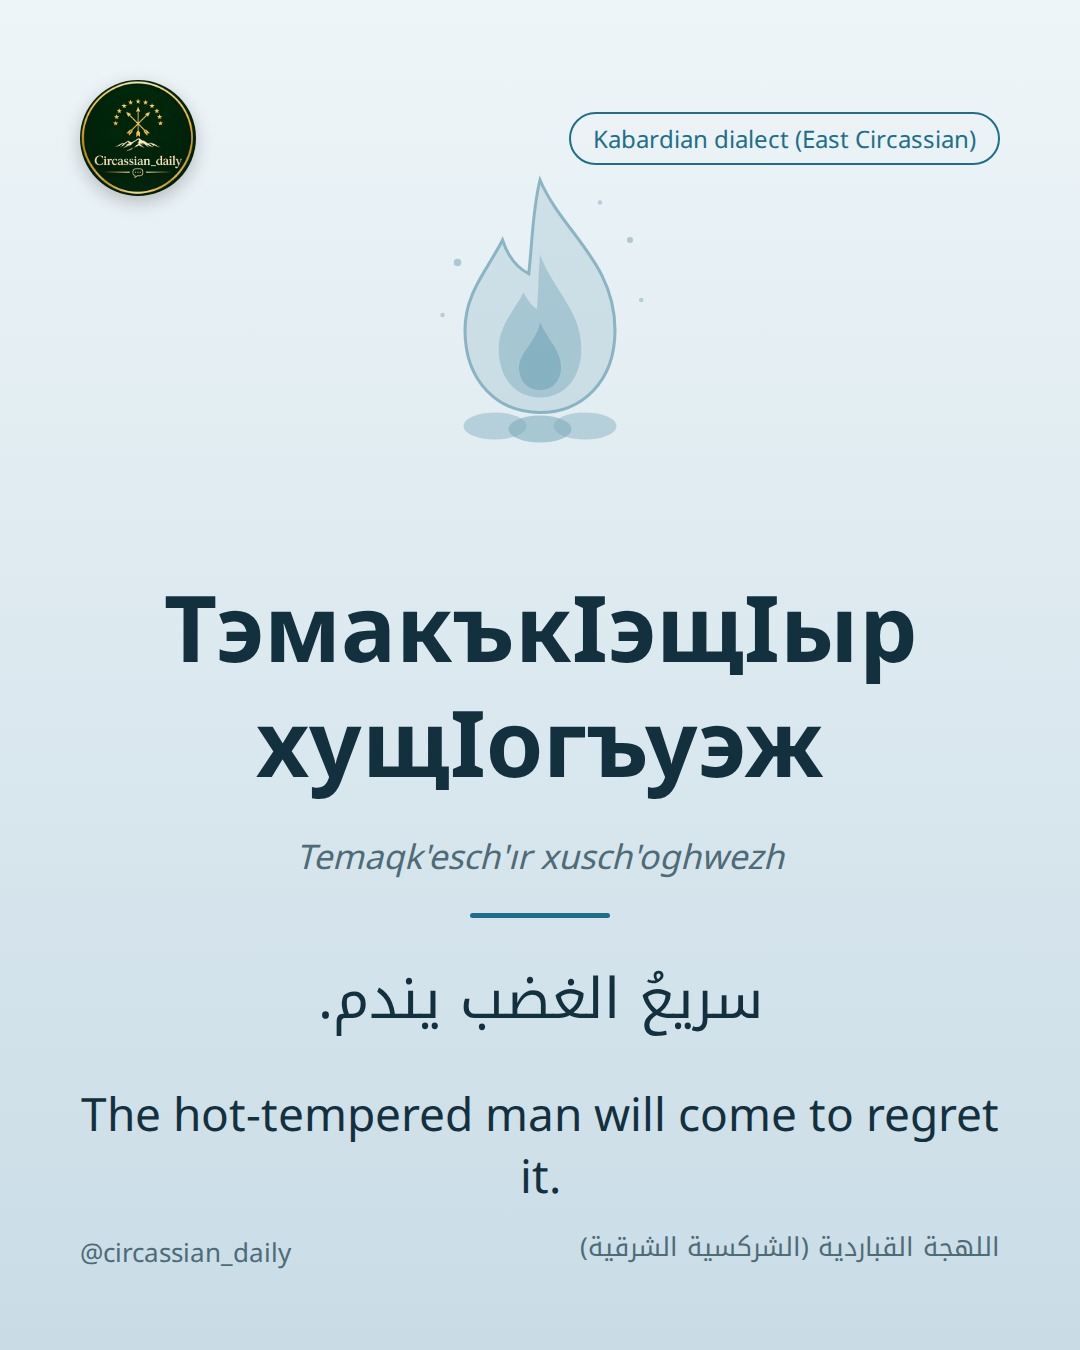 Circassian_daily
Kabardian dialect (East Circassian)
ТэмакъкIэщIыр
хущIогъуэж
Temaqk'esch'ır xusch'oghwezh
سريعُ الغضب يندم.
The hot-tempered man will come to regret
it.
@circassian_daily
اللهجة القباردية (الشركسية الشرقية)